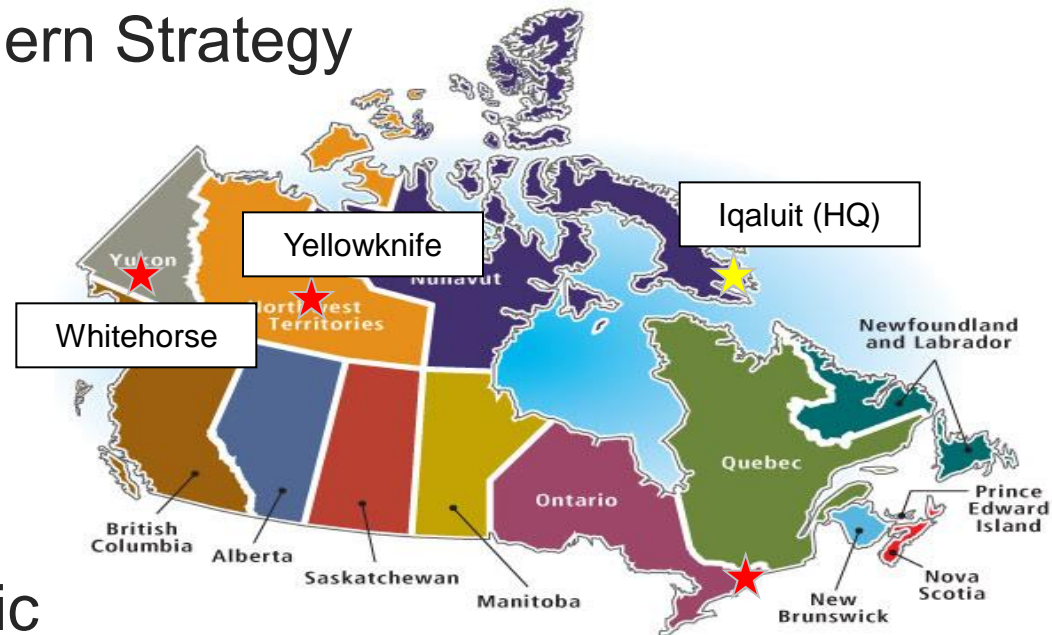 ern Strategy
Iqaluit (HQ)
Yellowknife
Yukon
Nunavut
Northwest
Territories
Whitehorse
Newfoundland
and Labrador
Quebec
Ontario
Prince
Edward
Island
British
Columbia
Alberta
Saskatchewan
Manitoba
New
Brunswick
Nova
Scotia
ic